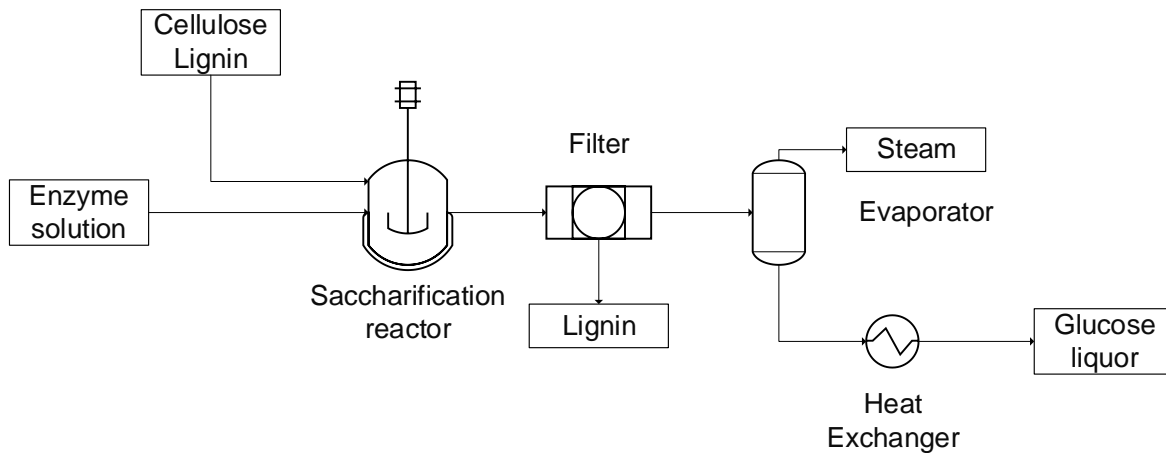 Cellulose
Lignin
Filter
Steam
Enzyme
solution
Evaporator
Saccharification
reactor
Lignin
Glucose
liquor
Heat
Exchanger